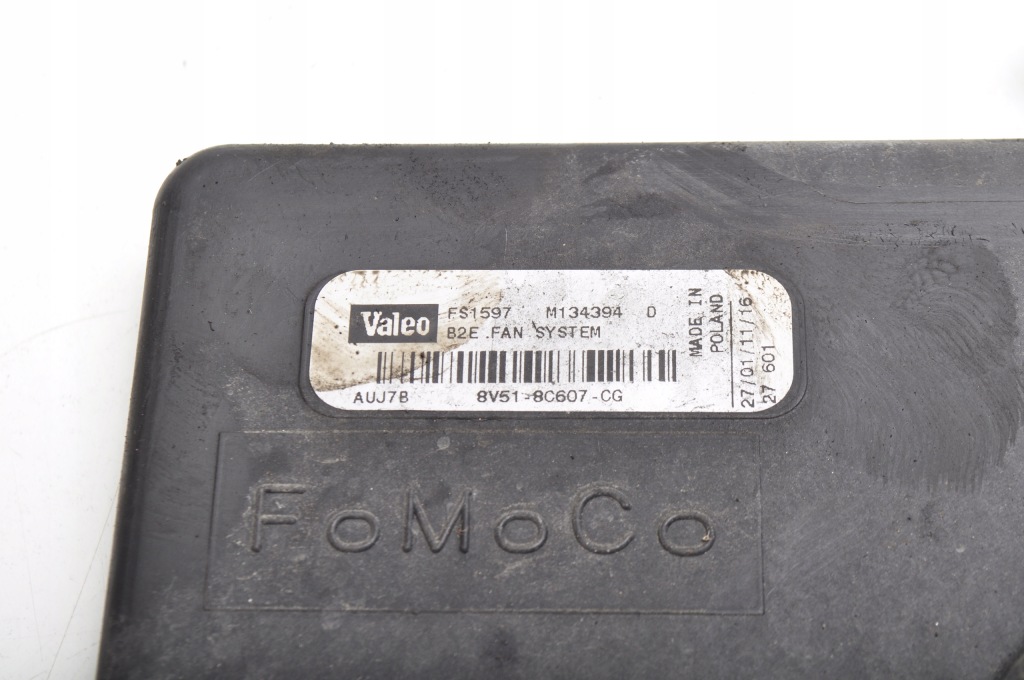 Valeo FS1597 M134394 D
B2E FAN SYSTEM
AUJ7B 8V51-8C607-CG
MADE IN
POLAND
27/01/11/16
27 601
FoMoCo